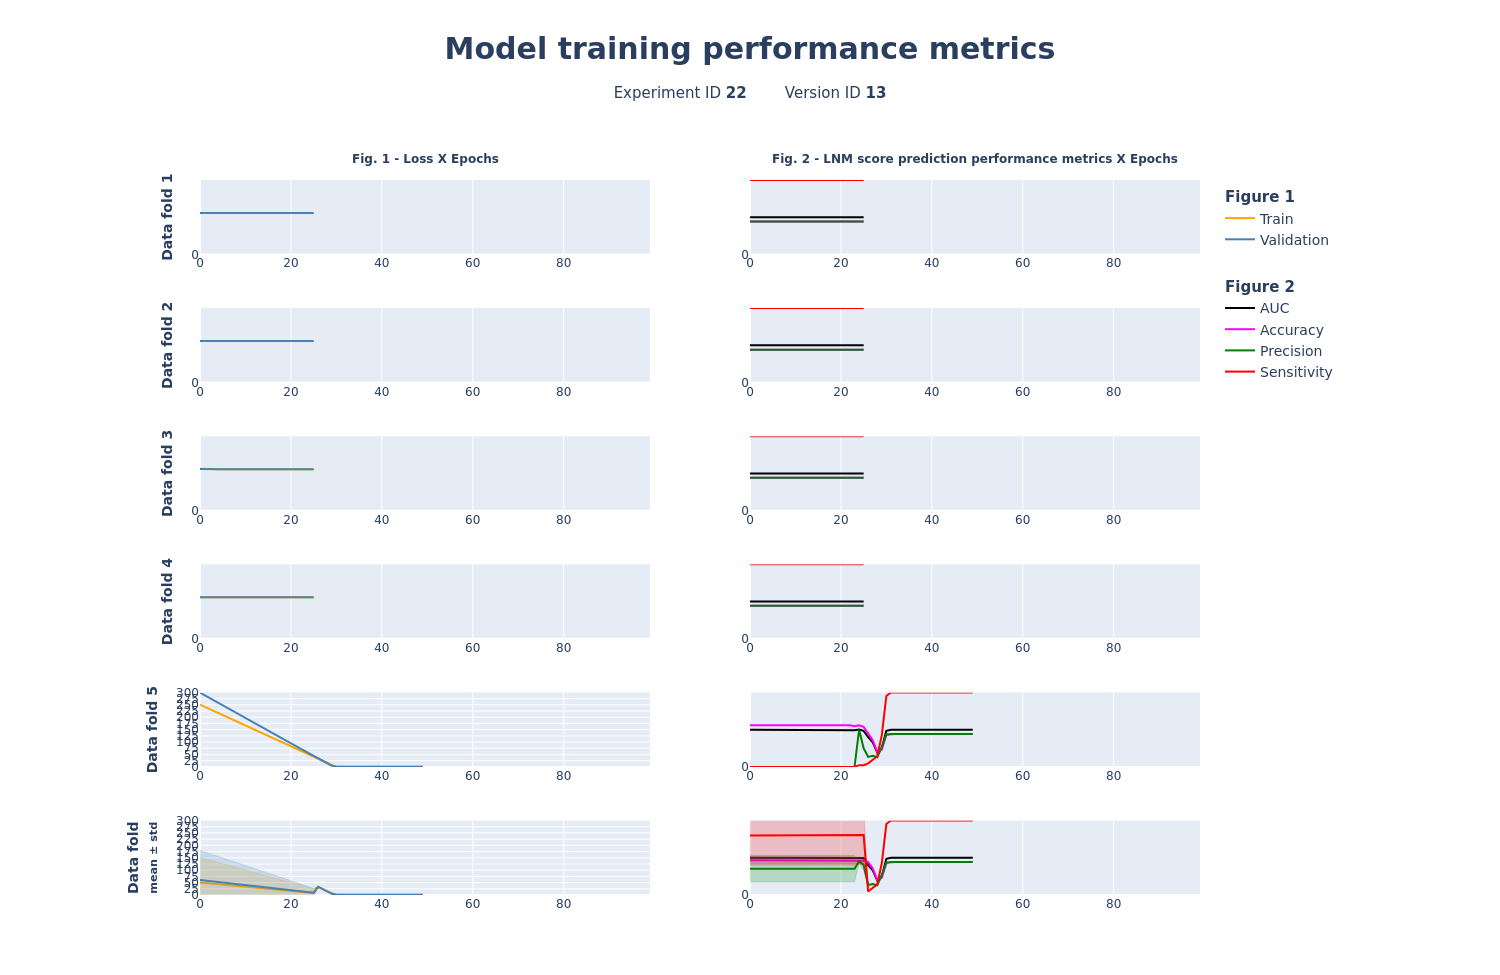 Model training performance metrics
Experiment ID 22 Version ID 13
Fig. 1 - Loss X Epochs
Fig. 2 - LNM score prediction performance metrics X Epochs
Data fold 1
0
0 20 40 60 80
0
0 20 40 60 80
Figure 1
Train
Validation
Figure 2
AUC
Accuracy
Precision
Sensitivity
Data fold 2
0
0 20 40 60 80
0
0 20 40 60 80
Data fold 3
0
0 20 40 60 80
0
0 20 40 60 80
Data fold 4
0
0 20 40 60 80
0
0 20 40 60 80
Data fold 5
300
275
250
225
200
175
150
125
100
75
50
25
0
0 20 40 60 80
0
0 20 40 60 80
Data fold
mean ± std
300
275
250
225
200
175
150
125
100
75
50
25
0
0 20 40 60 80
0
0 20 40 60 80